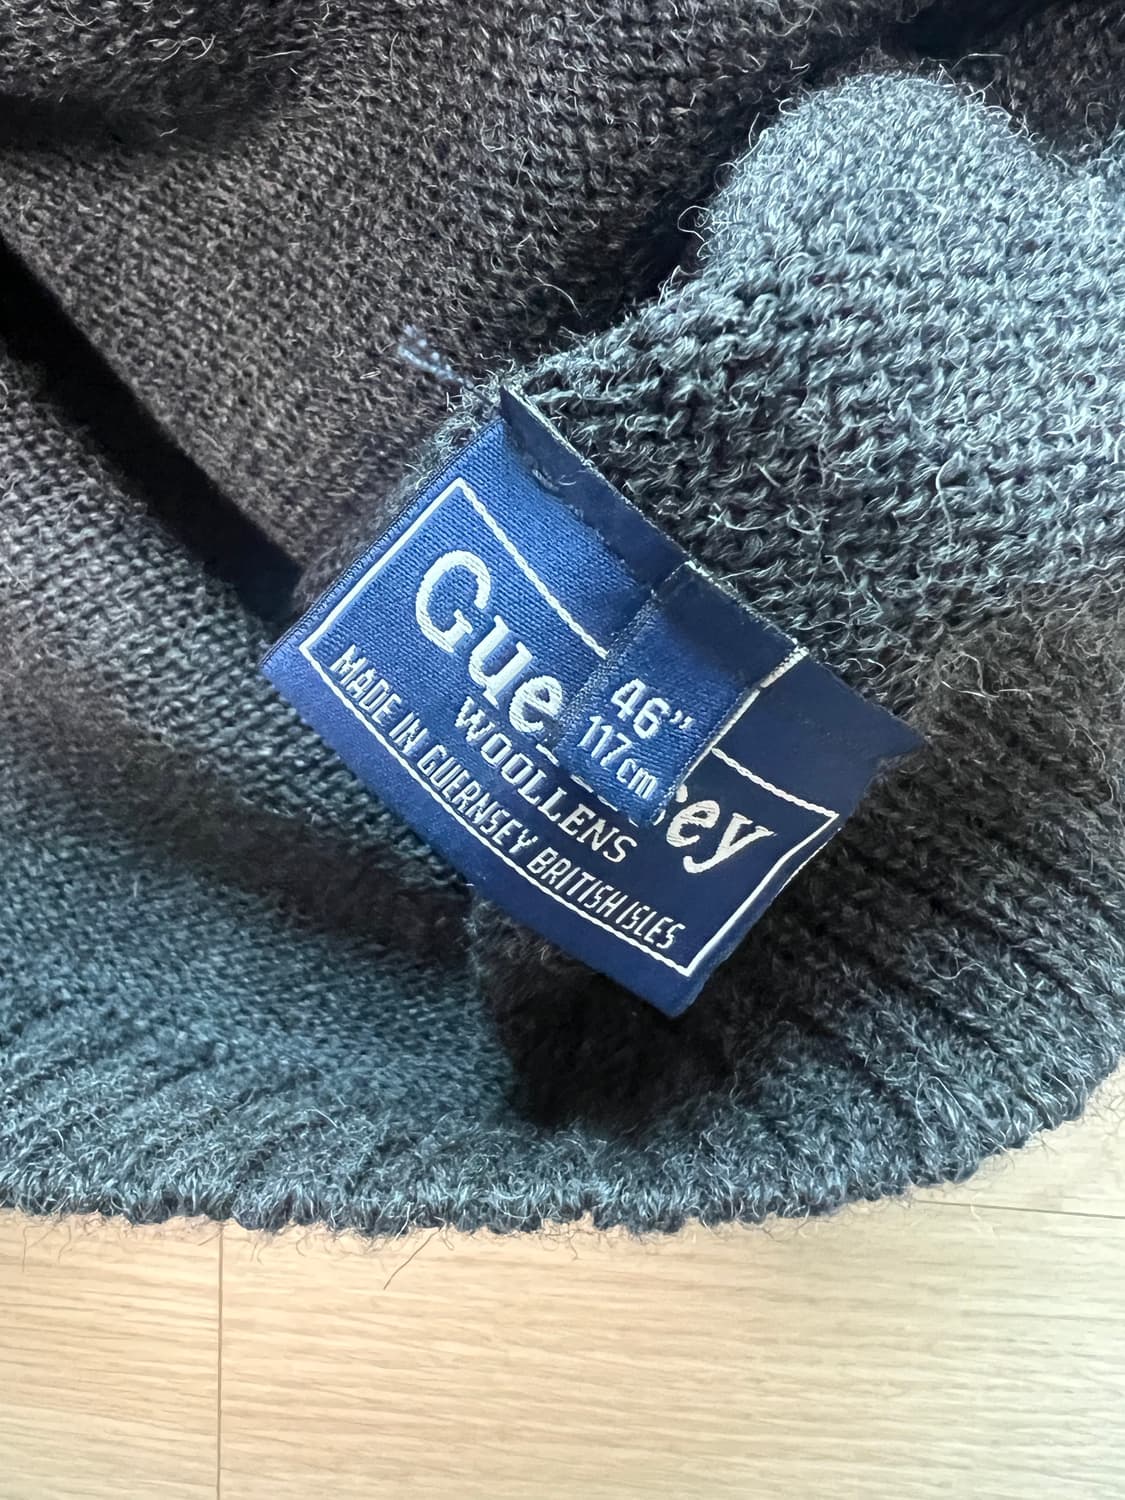 Gue sey
WOOLLENS
MADE IN GUERNSEY BRITISH ISLES
46”
117cm